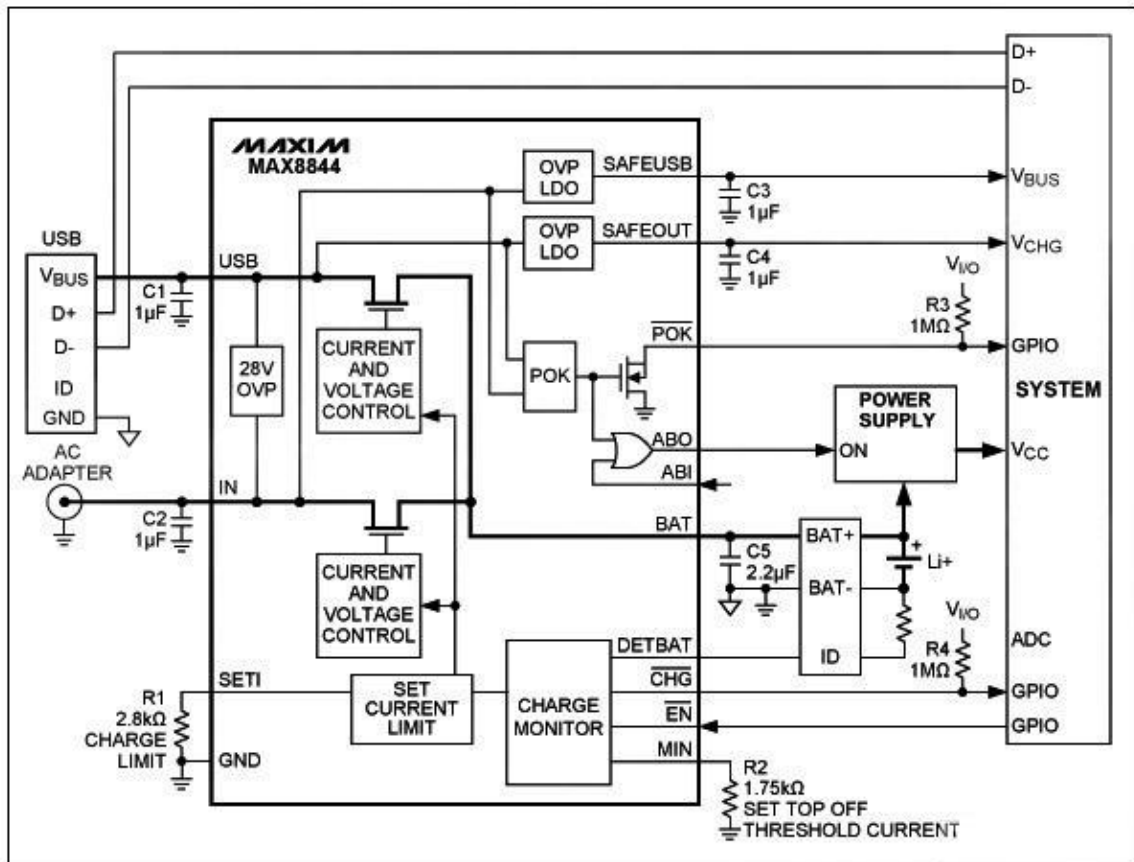 D+
D-
MAXIM
MAX8844
OVP
LDO
SAFEUSB
C3
1µF
VBUS
OVP
LDO
SAFEOUT
C4
1µF
VCHG
USB
VBUS
D+
D-
ID
GND
C1
1µF
USB
28V
OVP
CURRENT
AND
VOLTAGE
CONTROL
POK
POK
VI/O
R3
1MΩ
GPIO
SYSTEM
POWER
SUPPLY
ON
VCC
ABO
ABI
AC
ADAPTER
C2
1µF
IN
CURRENT
AND
VOLTAGE
CONTROL
BAT
C5
2.2µF
BAT+
BAT-
ID
+
Li+
VI/O
R4
1MΩ
ADC
GPIO
GPIO
DETBAT
CHG
EN
MIN
CHARGE
MONITOR
SET
CURRENT
LIMIT
SETI
R1
2.8kΩ
CHARGE
LIMIT
GND
R2
1.75kΩ
SET TOP OFF
THRESHOLD CURRENT